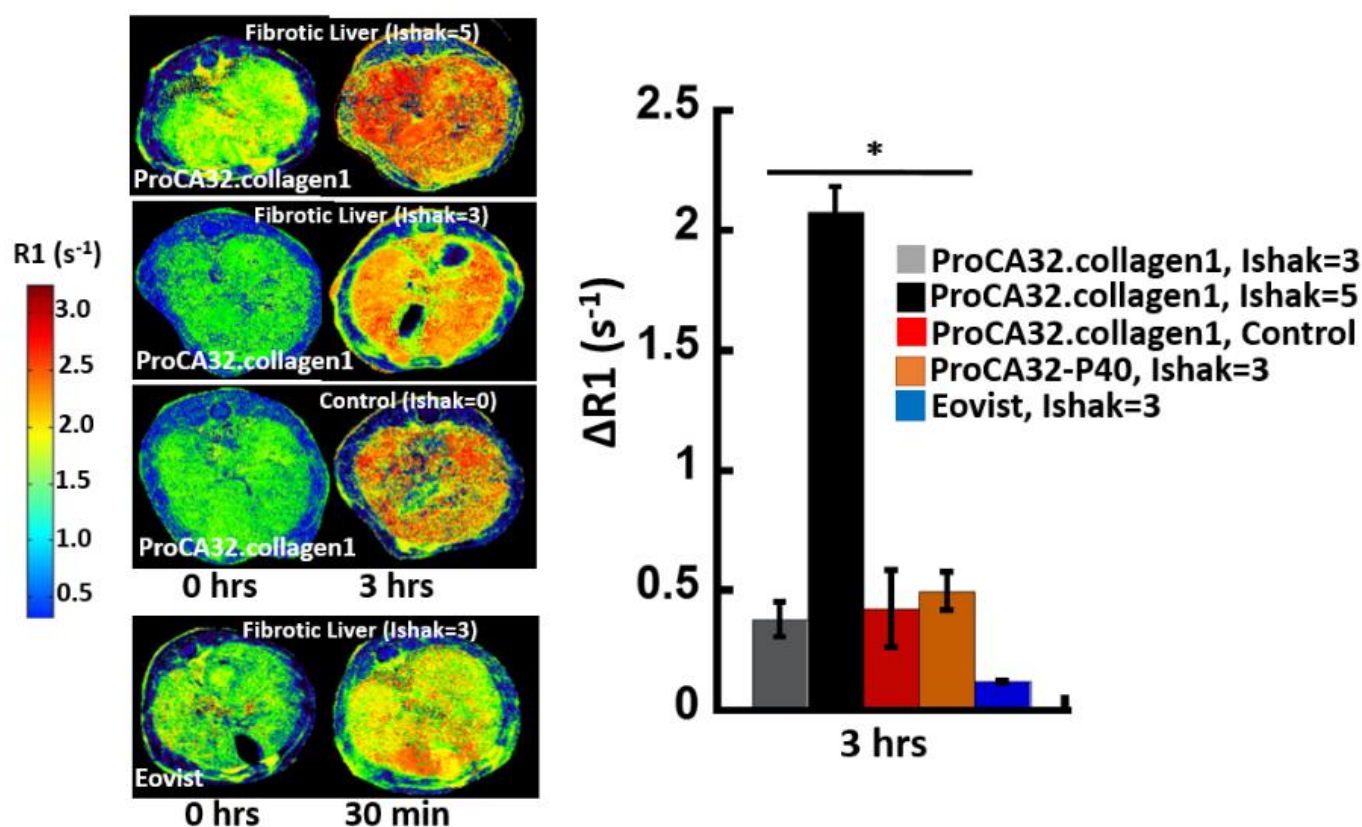 Fibrotic Liver (Ishak=5)
ProCA32.collagen1
Fibrotic Liver (Ishak=3)
ProCA32.collagen1
Control (Ishak=0)
ProCA32.collagen1
0 hrs 3 hrs
Fibrotic Liver (Ishak=3)
Eovist
0 hrs 30 min
R1 (s-1)
3.0
2.5
2.0
1.5
1.0
0.5
ΔR1 (s-1)
2.5
2
1.5
1
0.5
0
*
3 hrs
ProCA32.collagen1, Ishak=3
ProCA32.collagen1, Ishak=5
ProCA32.collagen1, Control
ProCA32-P40, Ishak=3
Eovist, Ishak=3